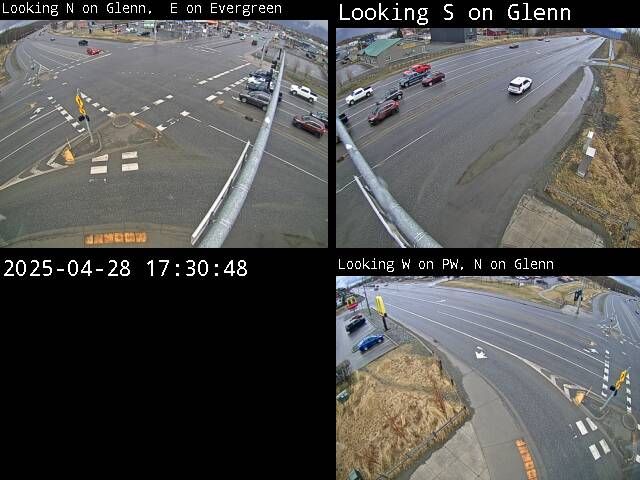 Looking N on Glenn, E on Evergreen
Looking S on Glenn
2025-04-28 17:30:48
Looking W on PW, N on Glenn